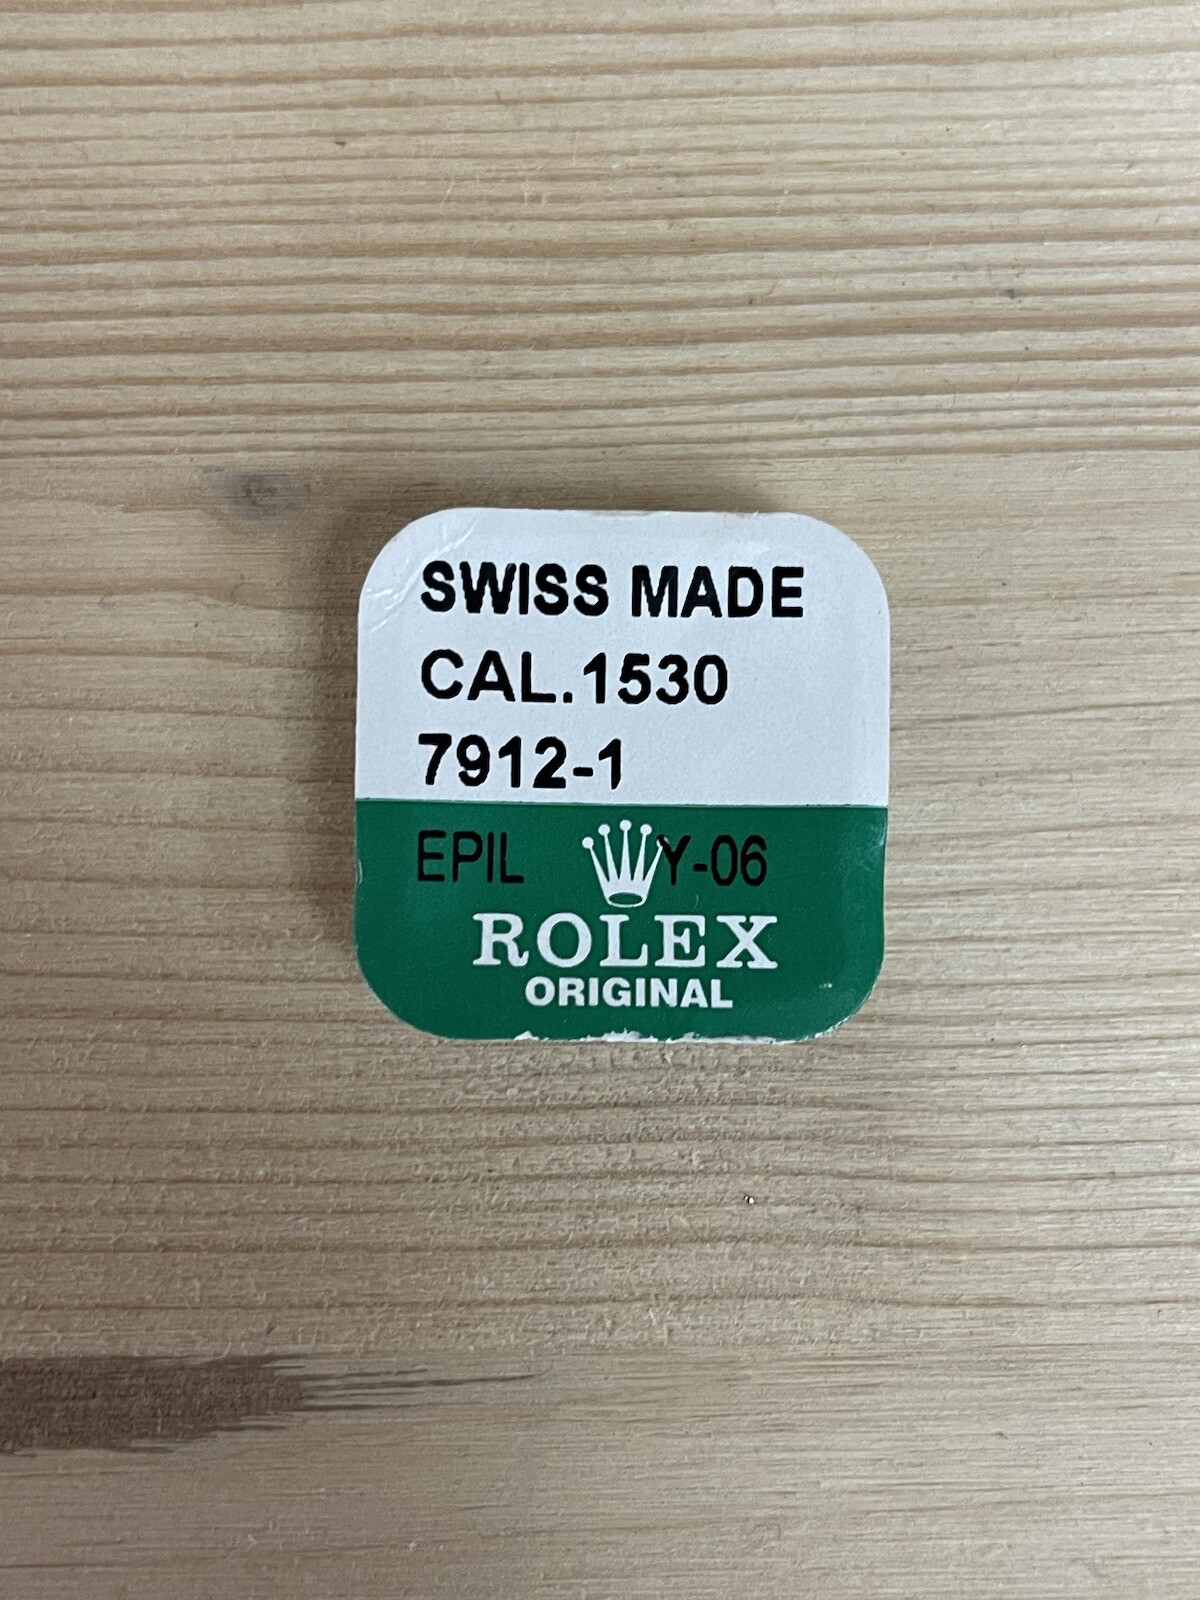 SWISS MADE
CAL.1530
7912-1
EPIL Y-06
ROLEX
ORIGINAL